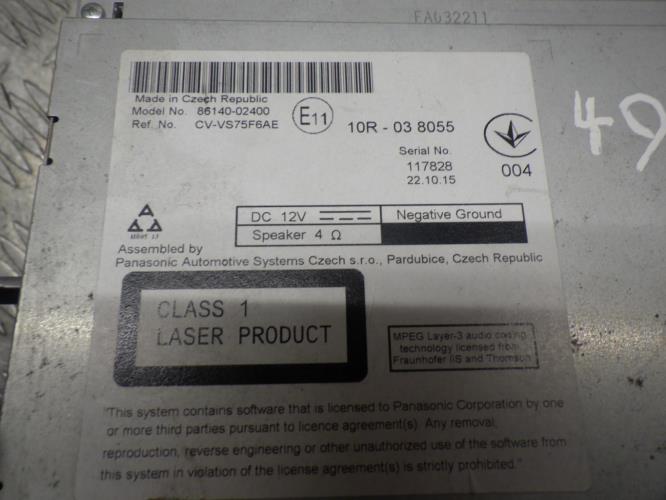 FA032211
Made in Czech Republic
Model No. 86140-02400
Ref. No. CV-VS75F6AE
E11
10R - 03 8055
Serial No.
117828
22.10.15
004
49
DC 12V
Negative Ground
Speaker 4 Ω
Assembled by
Panasonic Automotive Systems Czech s.r.o., Pardubice, Czech Republic
CLASS 1
LASER PRODUCT
MPEG Layer-3 audio coding
technology licensed from
Fraunhofer IIS and Thomson
"This system contains software that is licensed to Panasonic Corporation by one
or more third parties pursuant to licence agreement(s). Any removal,
reproduction, reverse engineering or other unauthorized use of the software from
this system in violation of the license agreement(s) is strictly prohibited."